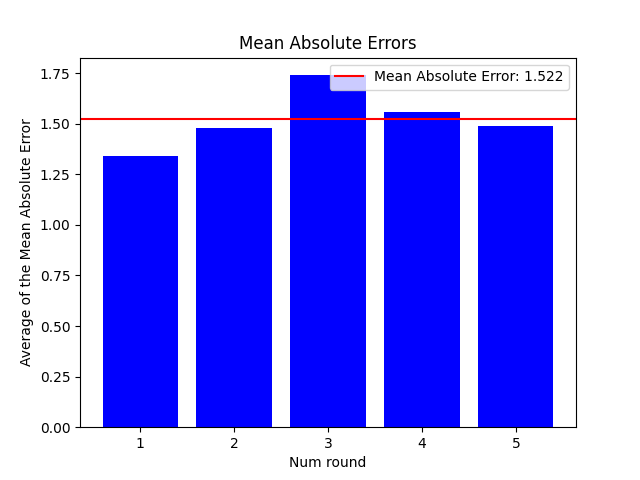 Mean Absolute Errors
Mean Absolute Error: 1.522
Average of the Mean Absolute Error
1.75
1.50
1.25
1.00
0.75
0.50
0.25
0.00
1 2 3 4 5
Num round